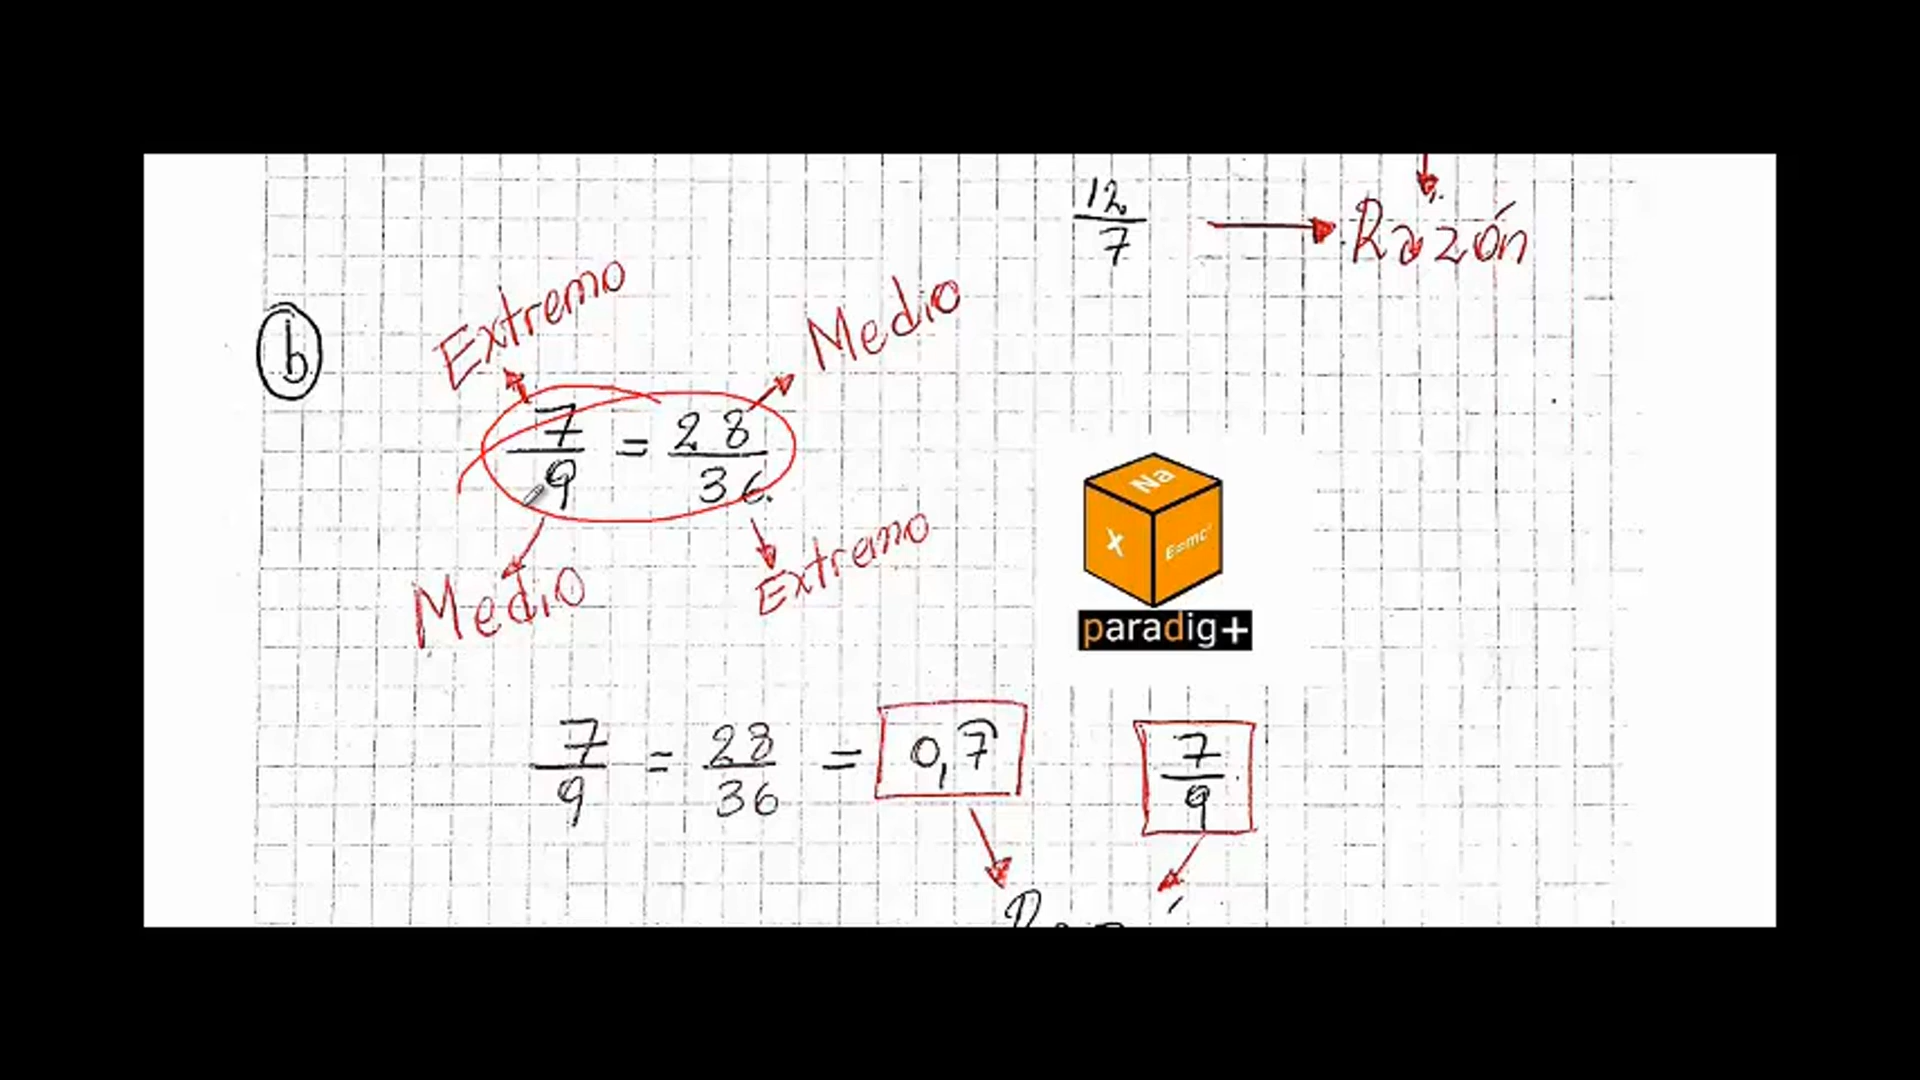 12/7 → Razón
b
Extremo Medio
7/9 = 28/36
Medio Extremo
Na
X E=mc²
paradig+
7/9 = 28/36 = 0,7 7/9